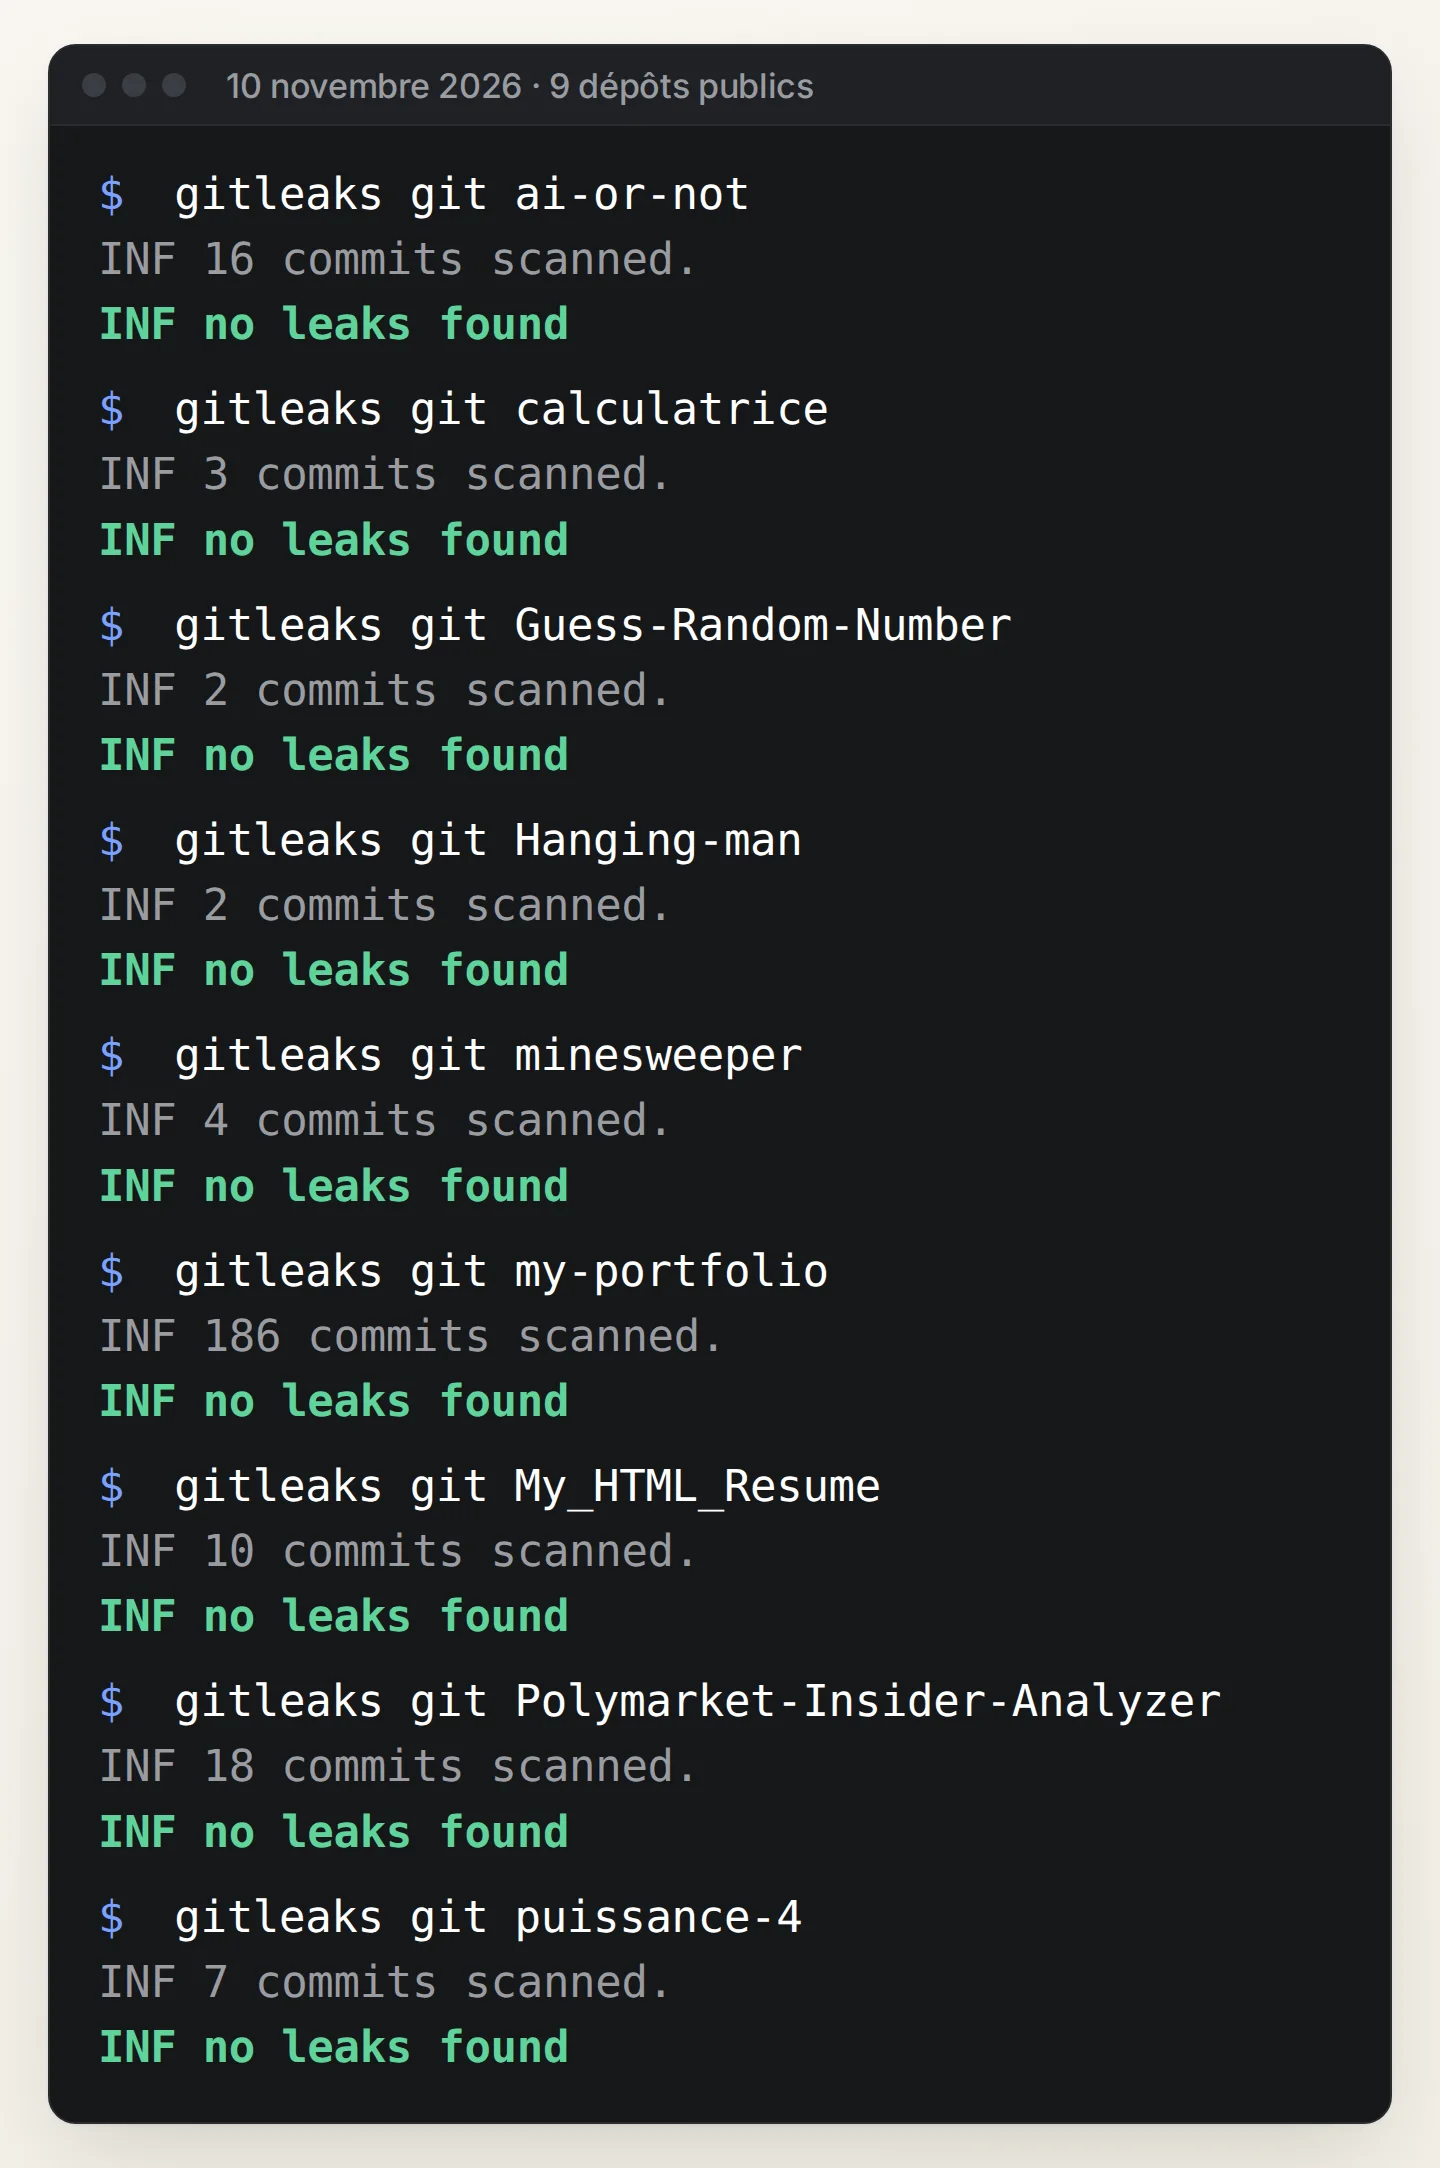 10 novembre 2026 · 9 dépôts publics
$ gitleaks git ai-or-not
INF 16 commits scanned.
INF no leaks found
$ gitleaks git calculatrice
INF 3 commits scanned.
INF no leaks found
$ gitleaks git Guess-Random-Number
INF 2 commits scanned.
INF no leaks found
$ gitleaks git Hanging-man
INF 2 commits scanned.
INF no leaks found
$ gitleaks git minesweeper
INF 4 commits scanned.
INF no leaks found
$ gitleaks git my-portfolio
INF 186 commits scanned.
INF no leaks found
$ gitleaks git My_HTML_Resume
INF 10 commits scanned.
INF no leaks found
$ gitleaks git Polymarket-Insider-Analyzer
INF 18 commits scanned.
INF no leaks found
$ gitleaks git puissance-4
INF 7 commits scanned.
INF no leaks found